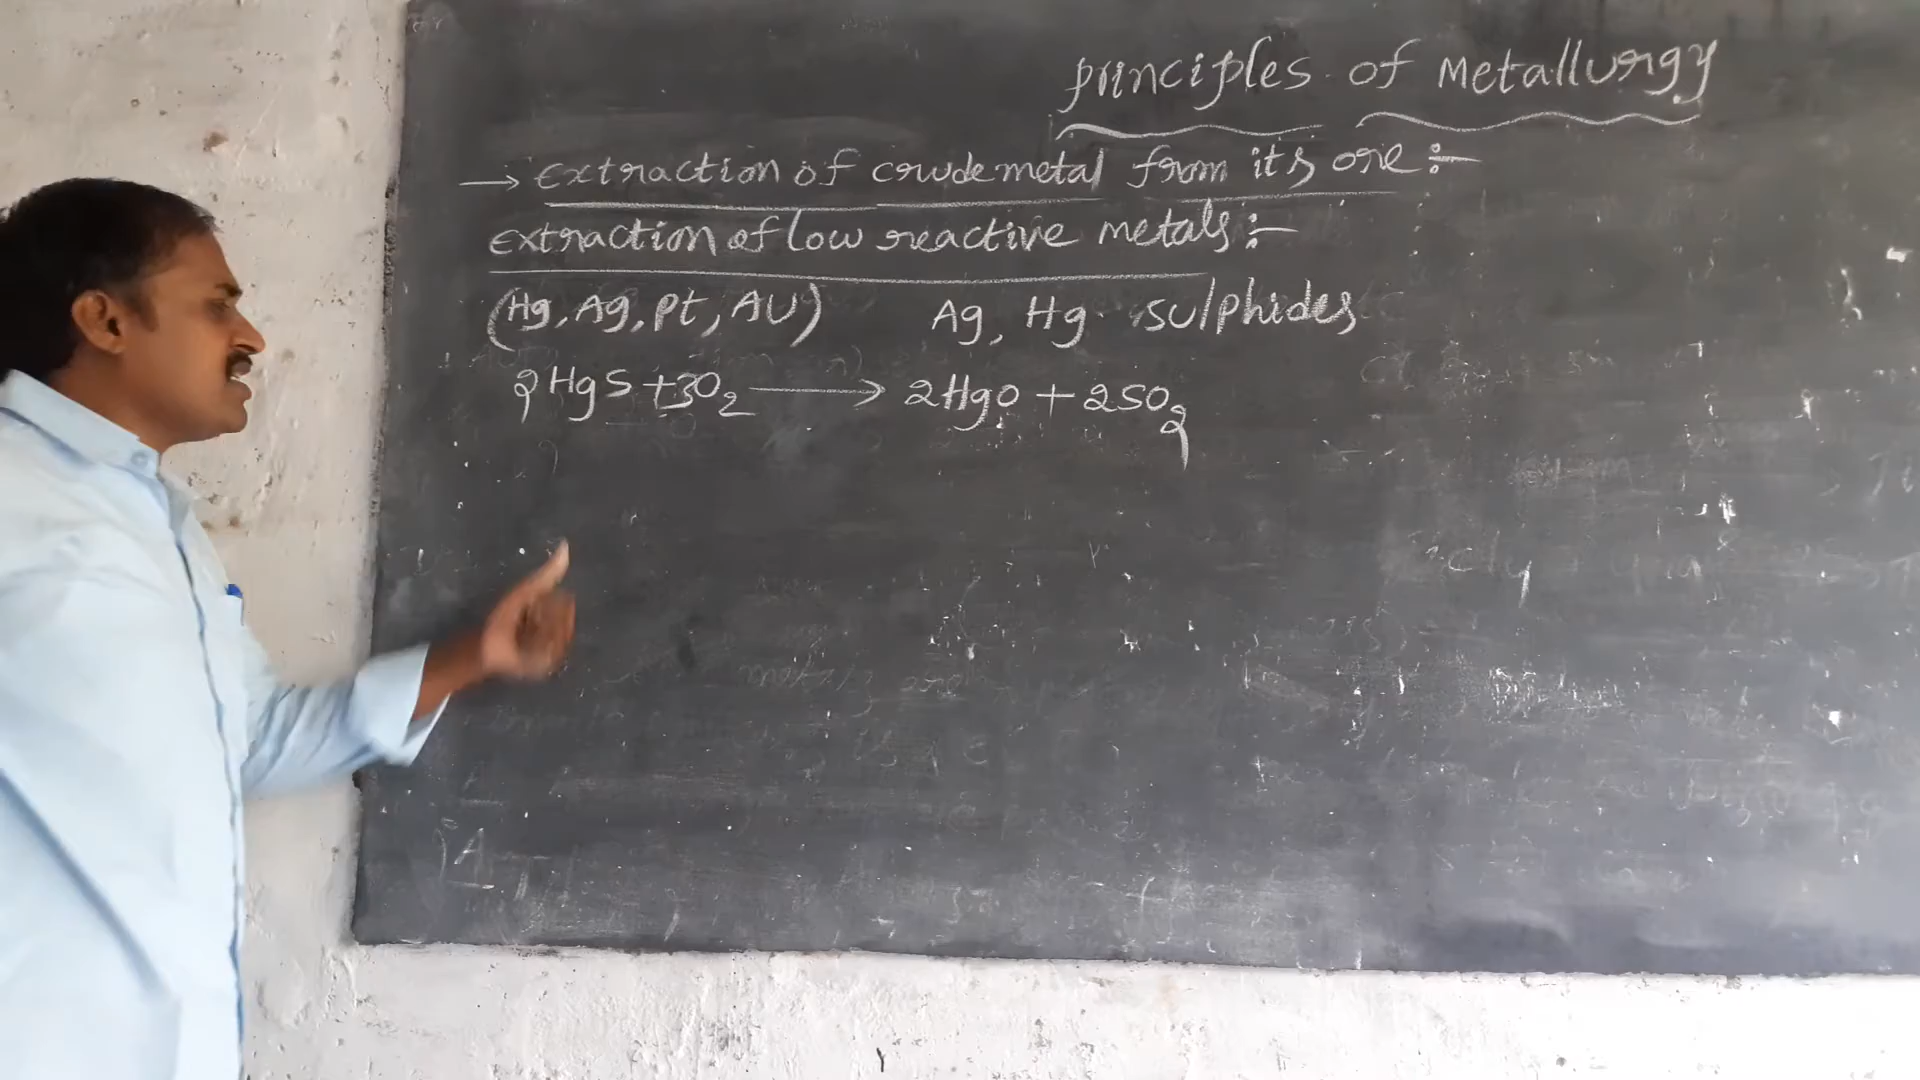 principles of Metallurgy
→ extraction of crude metal from its ore :-
extraction of low reactive metals :-
(Hg, Ag, Pt, AU) Ag, Hg sulphides
2HgS + 3O₂ ⟶ 2HgO + 2SO₂